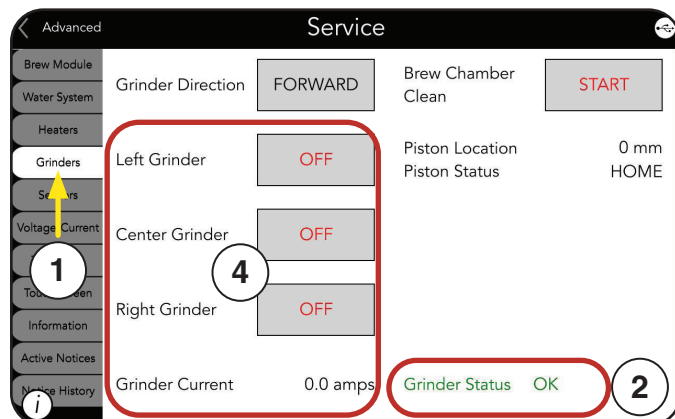 Advanced
Service
Brew Module
Water System
Heaters
Grinders
Voltage Current
Information
Active Notices
History
i
1
Grinder Direction FORWARD
Left Grinder OFF
Center Grinder OFF
4
Right Grinder OFF
Grinder Current 0.0 amps
Brew Chamber
Clean
START
Piston Location 0 mm
Piston Status HOME
Grinder Status OK
2